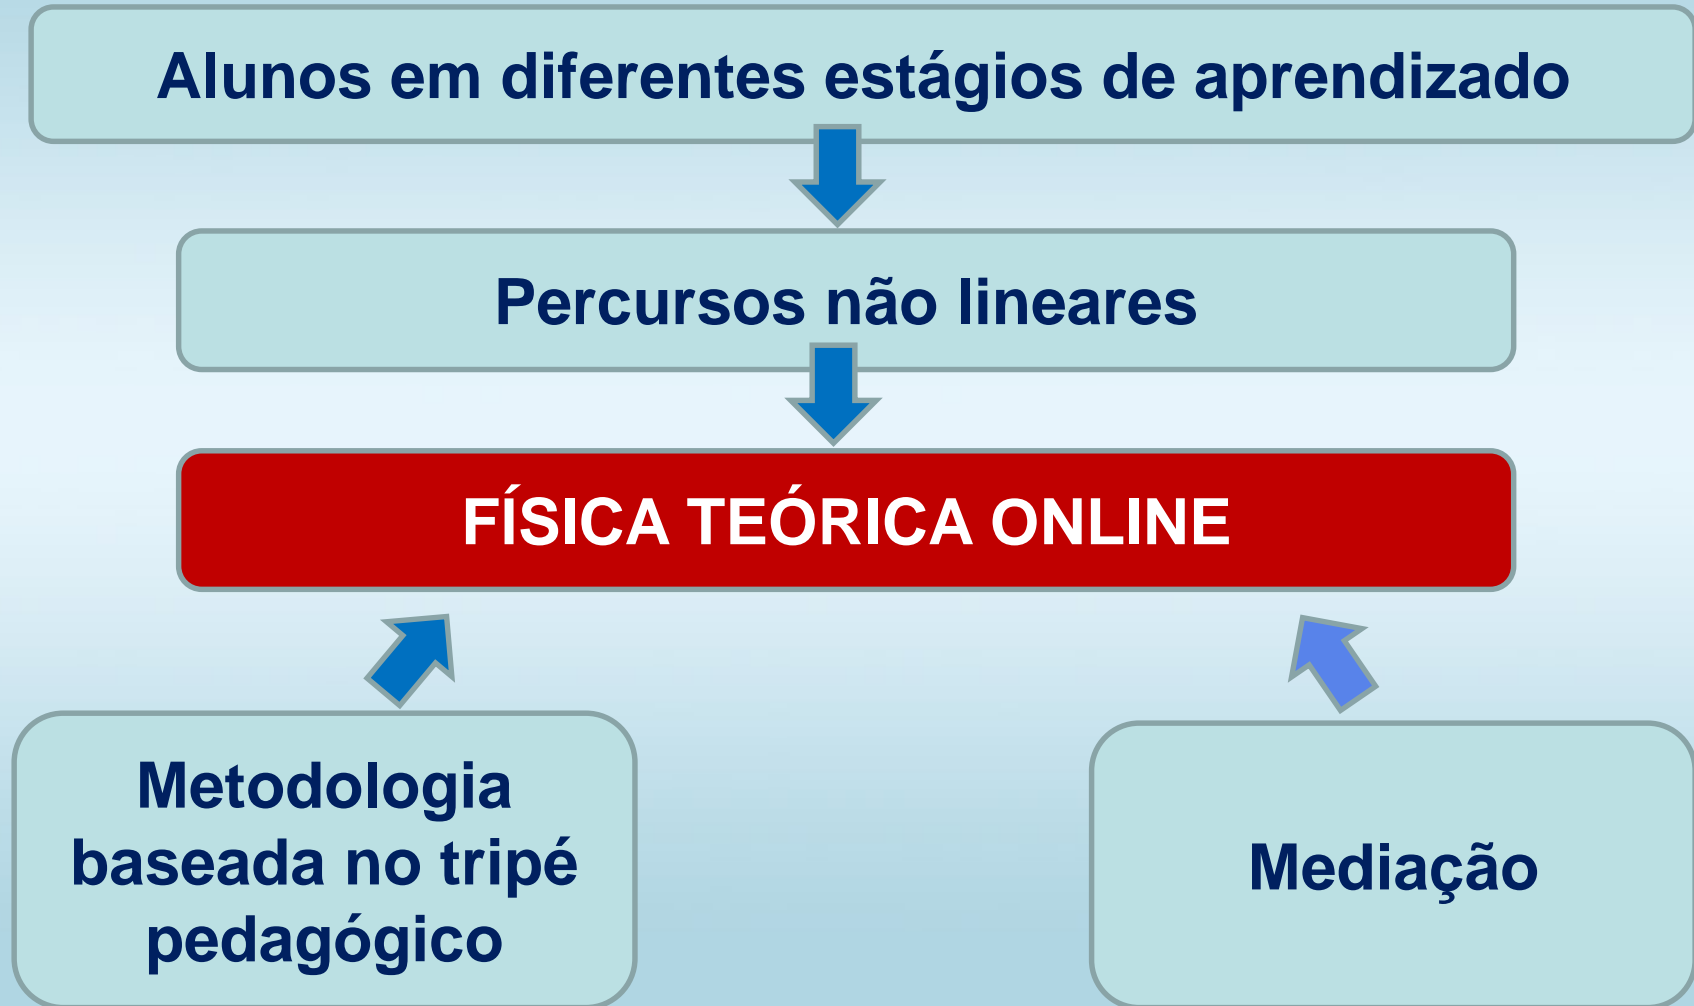 Alunos em diferentes estágios de aprendizado
Percursos não lineares
FÍSICA TEÓRICA ONLINE
Metodologia
baseada no tripé
pedagógico
Mediação